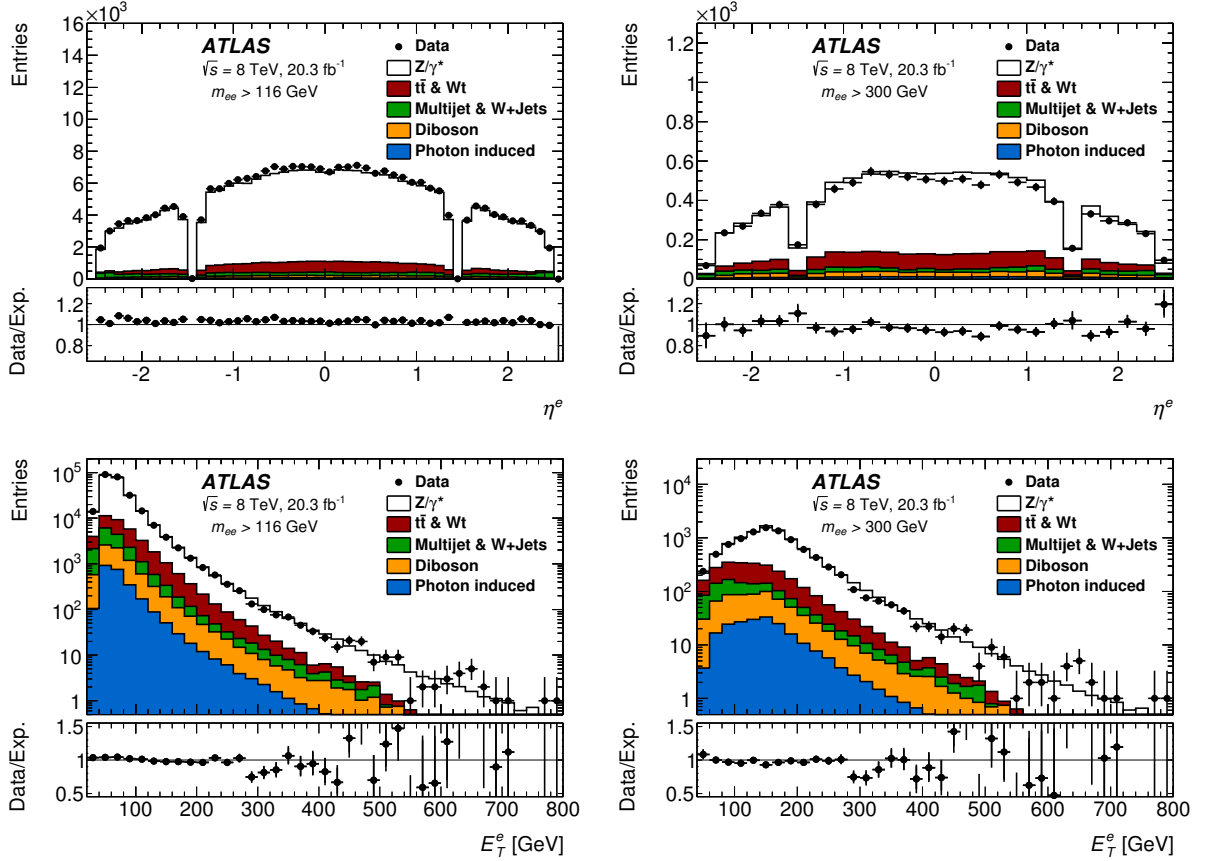 ×10³
Entries
16
14
12
10
8
6
4
2
0
ATLAS
√s = 8 TeV, 20.3 fb⁻¹
m_ee > 116 GeV
Data
Z/γ*
tt̄ & Wt
Multijet & W+Jets
Diboson
Photon induced
Data/Exp.
1.2
1
0.8
-2 -1 0 1 2
η^e
×10³
Entries
1.2
1
0.8
0.6
0.4
0.2
0
ATLAS
√s = 8 TeV, 20.3 fb⁻¹
m_ee > 300 GeV
Data
Z/γ*
tt̄ & Wt
Multijet & W+Jets
Diboson
Photon induced
Data/Exp.
1.2
1
0.8
-2 -1 0 1 2
η^e
Entries
10⁵
10⁴
10³
10²
10
1
ATLAS
√s = 8 TeV, 20.3 fb⁻¹
m_ee > 116 GeV
Data
Z/γ*
tt̄ & Wt
Multijet & W+Jets
Diboson
Photon induced
Data/Exp.
1.5
1
0.5
100 200 300 400 500 600 700 800
E_T^e [GeV]
Entries
10⁴
10³
10²
10
1
ATLAS
√s = 8 TeV, 20.3 fb⁻¹
m_ee > 300 GeV
Data
Z/γ*
tt̄ & Wt
Multijet & W+Jets
Diboson
Photon induced
Data/Exp.
1.5
1
0.5
100 200 300 400 500 600 700 800
E_T^e [GeV]